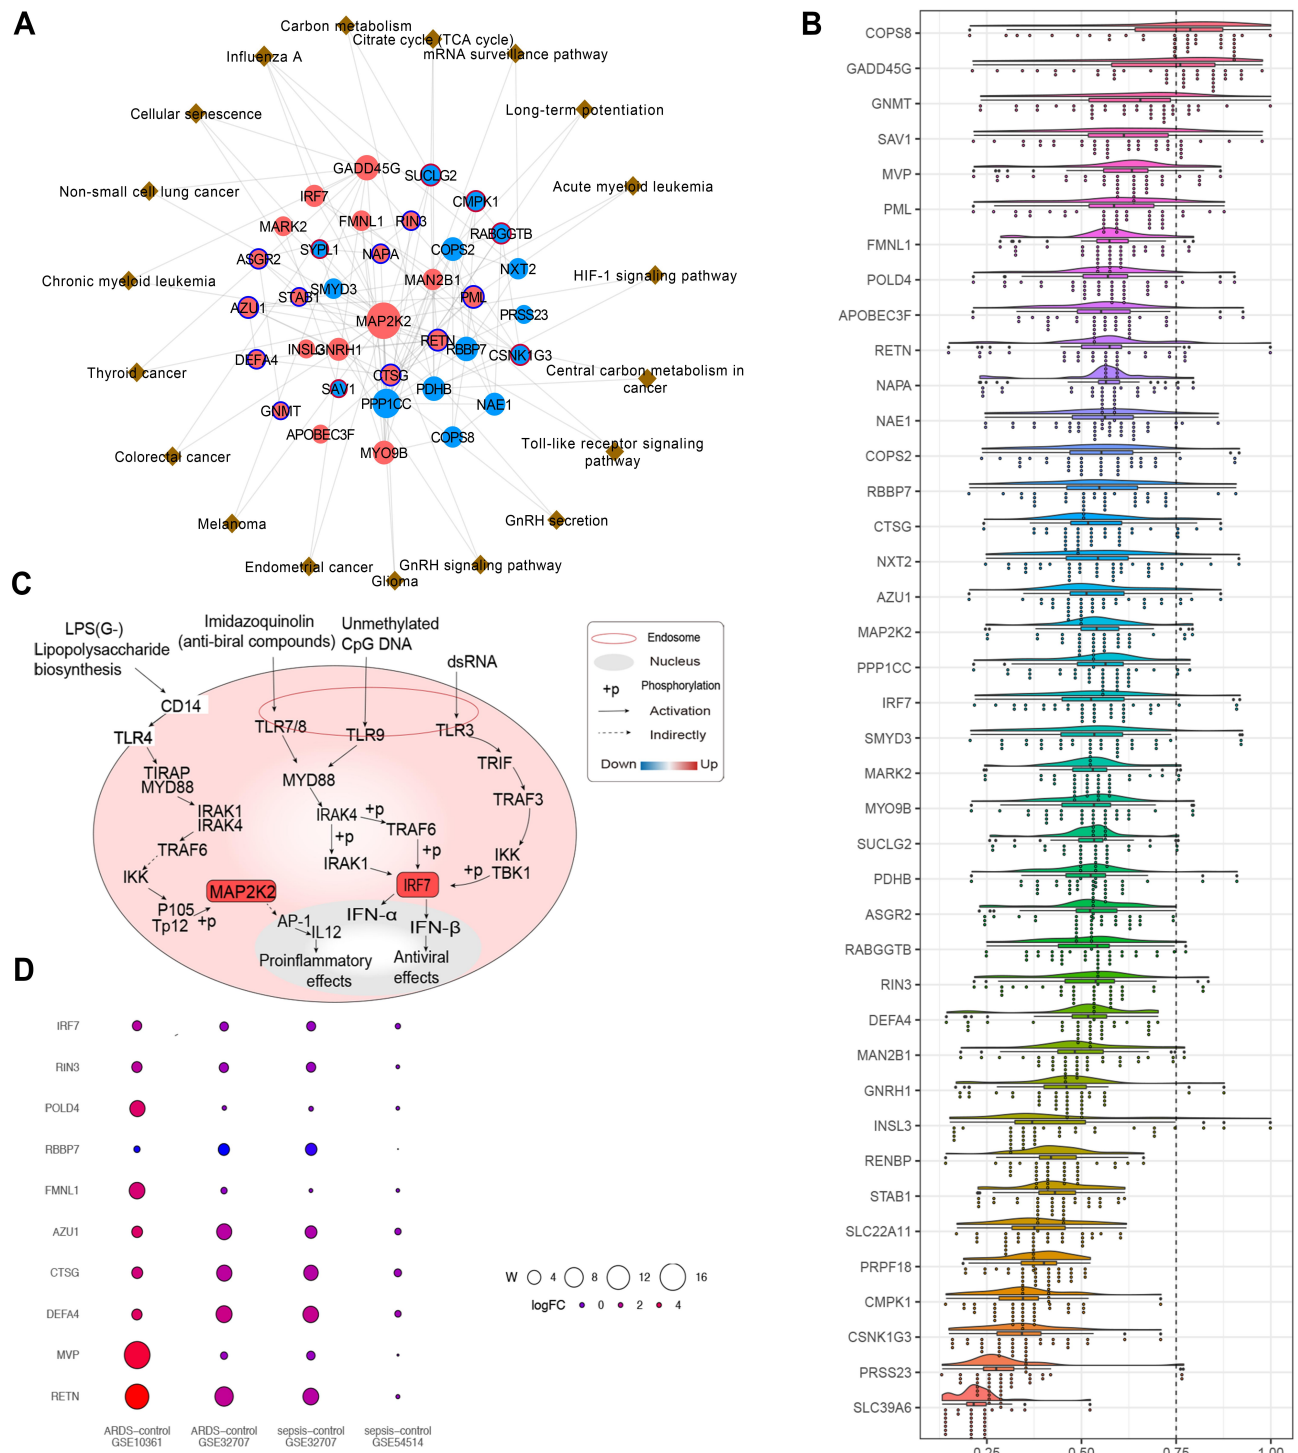 A
Carbon metabolism
Citrate cycle (TCA cycle)
Influenza A
mRNA surveillance pathway
Cellular senescence
Long-term potentiation
Non-small cell lung cancer
Acute myeloid leukemia
Chronic myeloid leukemia
HIF-1 signaling pathway
Thyroid cancer
Central carbon metabolism in
cancer
Colorectal cancer
Toll-like receptor signaling
pathway
Melanoma
GnRH secretion
Endometrial cancer
Glioma
GnRH signaling pathway
GADD45G
SUCLG2
IRF7
CMPK1
MARK2
FMNL1
RIN3
RABGGTB
ASGR2
SYPL1
NAPA
COPS2
NXT2
STAB1
SMYD3
MAN2B1
PML
AZU1
MAP2K2
PRSS23
DEFA4
INSL3
GNRH1
RETN
RBBP7
CSNK1G3
CTSG
SAV1
PPP1CC
PDHB
NAE1
GNMT
APOBEC3F
MYO9B
COPS8
B
COPS8
GADD45G
GNMT
SAV1
MVP
PML
FMNL1
POLD4
APOBEC3F
RETN
NAPA
NAE1
COPS2
RBBP7
CTSG
NXT2
AZU1
MAP2K2
PPP1CC
IRF7
SMYD3
MARK2
MYO9B
SUCLG2
PDHB
ASGR2
RABGGTB
RIN3
DEFA4
MAN2B1
GNRH1
INSL3
RENBP
STAB1
SLC22A11
PRPF18
CMPK1
CSNK1G3
PRSS23
SLC39A6
0.25 0.50 0.75 1.00
C
LPS(G-)
Lipopolysaccharide
biosynthesis
Imidazoquinolin
(anti-biral compounds)
Unmethylated
CpG DNA
dsRNA
CD14
TLR4
TLR7/8
TLR9
TLR3
TIRAP
MYD88
MYD88
TRIF
IRAK1
IRAK4
IRAK4
+p
TRAF6
TRAF3
TRAF6
+p
+p
IRAK1
IKK
TBK1
IKK
MAP2K2
IRF7
+p
P105
Tp12
+p
AP-1
IL12
IFN-α
IFN-β
Proinflammatory
effects
Antiviral
effects
Endosome
Nucleus
+p Phosphorylation
Activation
Indirectly
Down Up
D
IRF7
RIN3
POLD4
RBBP7
FMNL1
AZU1
CTSG
DEFA4
MVP
RETN
ARDS-control
GSE10361
ARDS-control
GSE32707
sepsis-control
GSE32707
sepsis-control
GSE54514
W 4 8 12 16
logFC 0 2 4